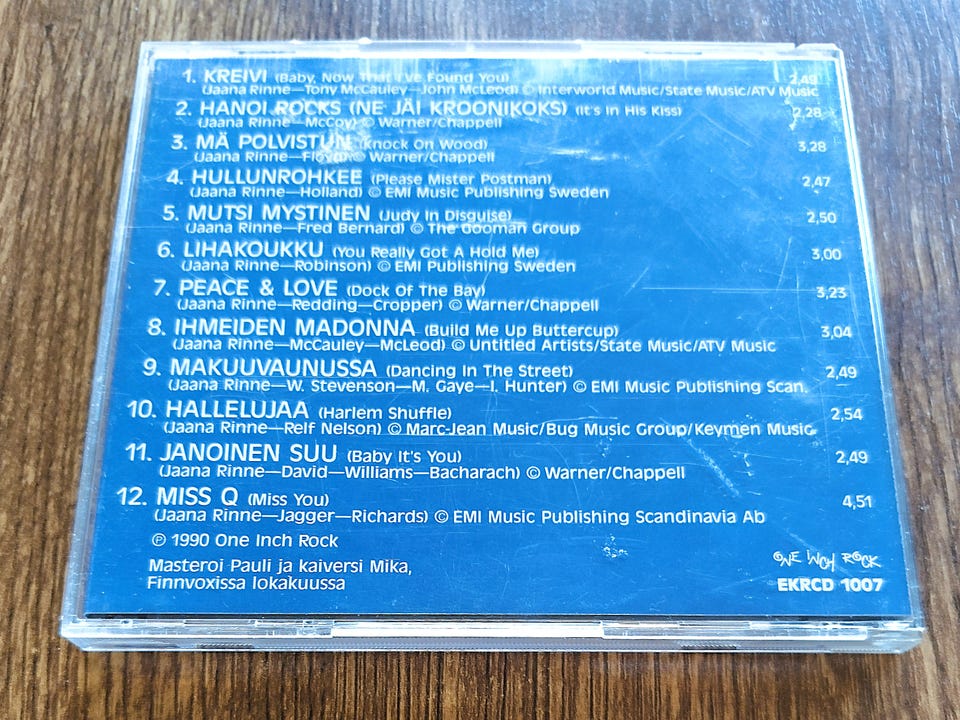 1. KREIVI (Baby, Now That I've Found You) 2,49
(Jaana Rinne—Tony McCauley—John McLeod) © Interworld Music/State Music/ATV Music
2. HANOI ROCKS (NE JÄI KROONIKOKS) (It's In His Kiss) 2,28
(Jaana Rinne—McCoy) © Warner/Chappell
3. MÄ POLVISTUN (Knock On Wood) 3,28
(Jaana Rinne—Floyd) © Warner/Chappell
4. HULLUNROHKEE (Please Mister Postman) 2,47
(Jaana Rinne—Holland) © EMI Music Publishing Sweden
5. MUTSI MYSTINEN (Judy In Disguise) 2,50
(Jaana Rinne—Fred Bernard) © The Gooman Group
6. LIHAKOUKKU (You Really Got A Hold Me) 3,00
(Jaana Rinne—Robinson) © EMI Publishing Sweden
7. PEACE & LOVE (Dock Of The Bay) 3,23
(Jaana Rinne—Redding—Cropper) © Warner/Chappell
8. IHMEIDEN MADONNA (Build Me Up Buttercup) 3,04
(Jaana Rinne—McCauley—McLeod) © Untitled Artists/State Music/ATV Music
9. MAKUUVAUNUSSA (Dancing In The Street) 2,49
(Jaana Rinne—W. Stevenson—M. Gaye—I. Hunter) © EMI Music Publishing Scan.
10. HALLELUJAA (Harlem Shuffle) 2,54
(Jaana Rinne—Relf Nelson) © Marc-Jean Music/Bug Music Group/Keymen Music
11. JANOINEN SUU (Baby It's You) 2,49
(Jaana Rinne—David—Williams—Bacharach) © Warner/Chappell
12. MISS Q (Miss You) 4,51
(Jaana Rinne—Jagger—Richards) © EMI Music Publishing Scandinavia Ab
℗ 1990 One Inch Rock
Masteroi Pauli ja kaiversi Mika,
Finnvoxissa lokakuussa
ONE INCH ROCK
EKRCD 1007